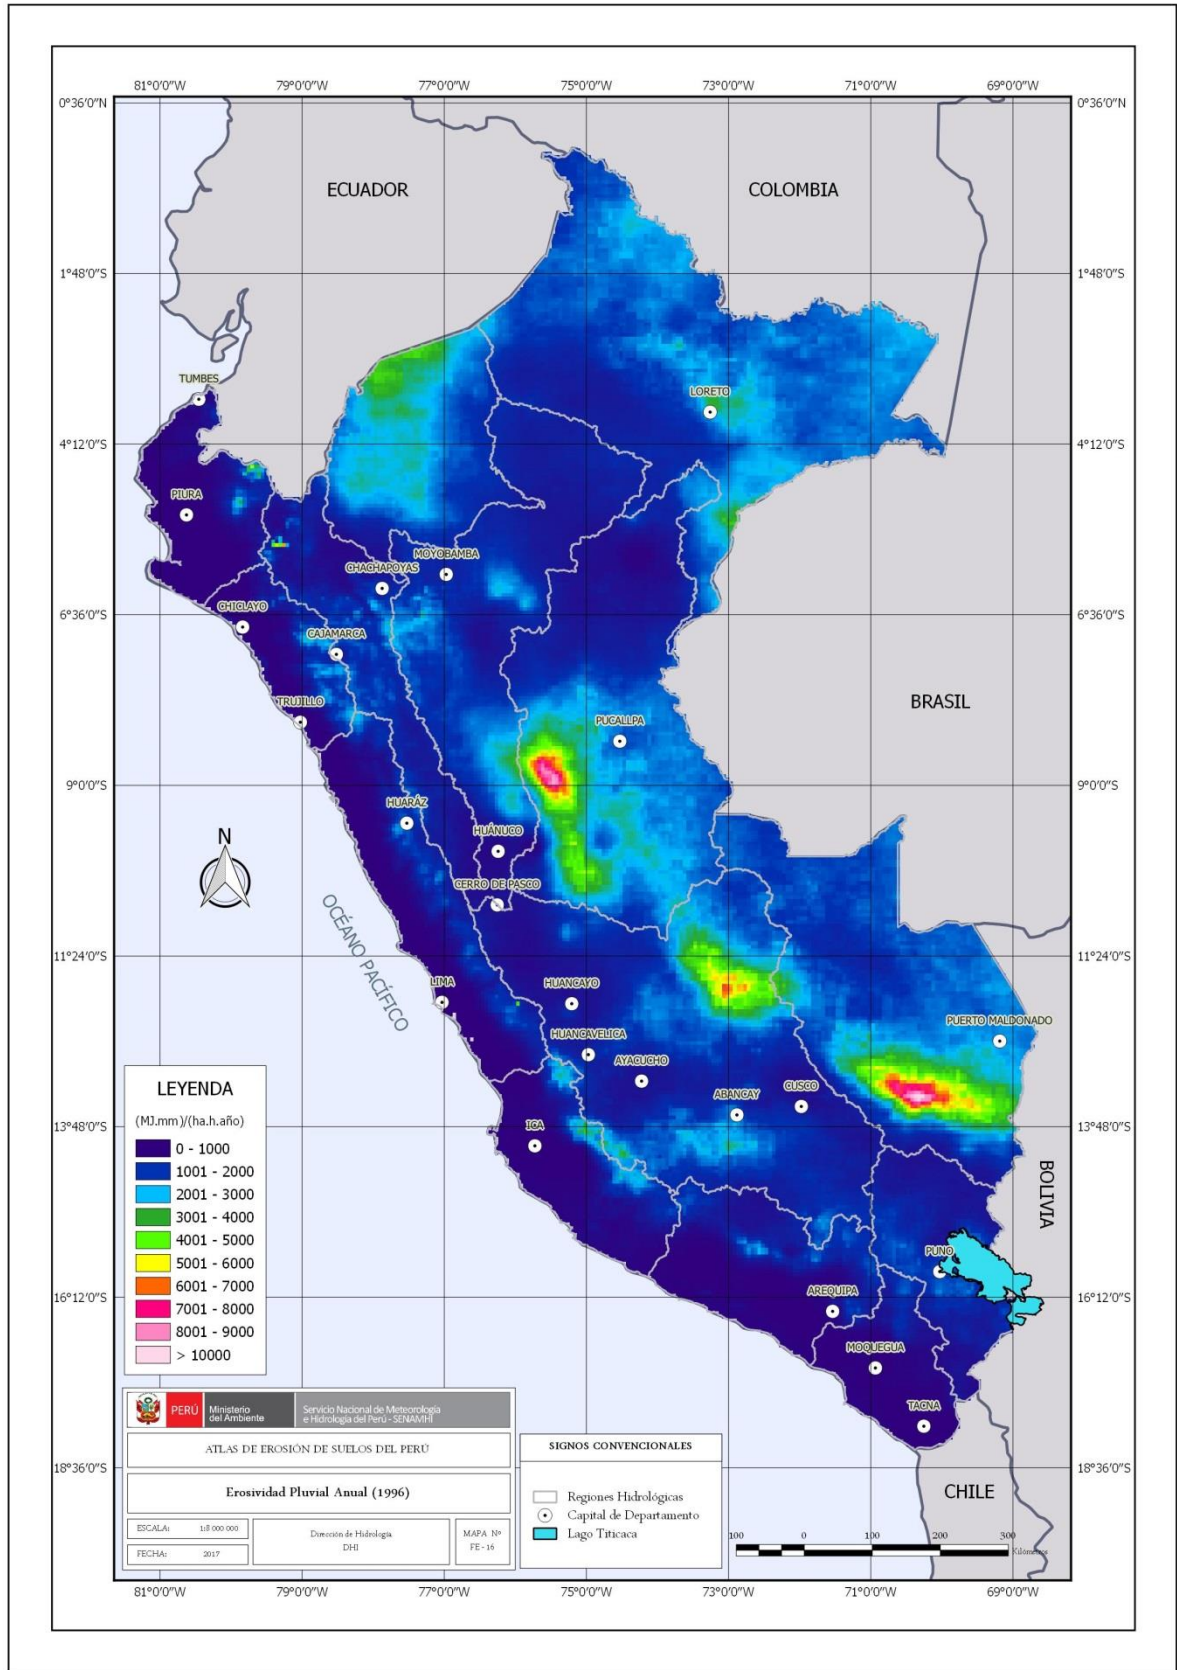 81°0'0"W 79°0'0"W 77°0'0"W 75°0'0"W 73°0'0"W 71°0'0"W 69°0'0"W
0°36'0"N 0°36'0"N
ECUADOR COLOMBIA
1°48'0"S 1°48'0"S
TUMBES
LORETO
4°12'0"S 4°12'0"S
PIURA
MOYOBAMBA
CHACHAPOYAS
6°36'0"S 6°36'0"S
CHICLAYO
CAJAMARCA
TRUJILLO
BRASIL
PUCALLPA
9°0'0"S 9°0'0"S
HUARÁZ
HUÁNUCO
N
CERRO DE PASCO
OCÉANO PACÍFICO
11°24'0"S 11°24'0"S
LIMA
HUANCAYO
PUERTO MALDONADO
HUANCAVELICA
AYACUCHO
ABANCAY
CUSCO
ICA
13°48'0"S 13°48'0"S
BOLIVIA
PUNO
AREQUIPA
16°12'0"S 16°12'0"S
MOQUEGUA
TACNA
18°36'0"S 18°36'0"S
CHILE
LEYENDA
(MJ.mm)/(ha.h.año)
0 - 1000
1001 - 2000
2001 - 3000
3001 - 4000
4001 - 5000
5001 - 6000
6001 - 7000
7001 - 8000
8001 - 9000
> 10000
PERÚ
Ministerio
del Ambiente
Servicio Nacional de Meteorología
e Hidrología del Perú - SENAMHI
ATLAS DE EROSIÓN DE SUELOS DEL PERÚ
Erosividad Pluvial Anual (1996)
ESCALA: 1:8 000 000
FECHA: 2017
Dirección de Hidrología
DHI
MAPA Nº
FE - 16
SIGNOS CONVENCIONALES
Regiones Hidrológicas
Capital de Departamento
Lago Titicaca
100 0 100 200 300
Kilómetros
81°0'0"W 79°0'0"W 77°0'0"W 75°0'0"W 73°0'0"W 71°0'0"W 69°0'0"W